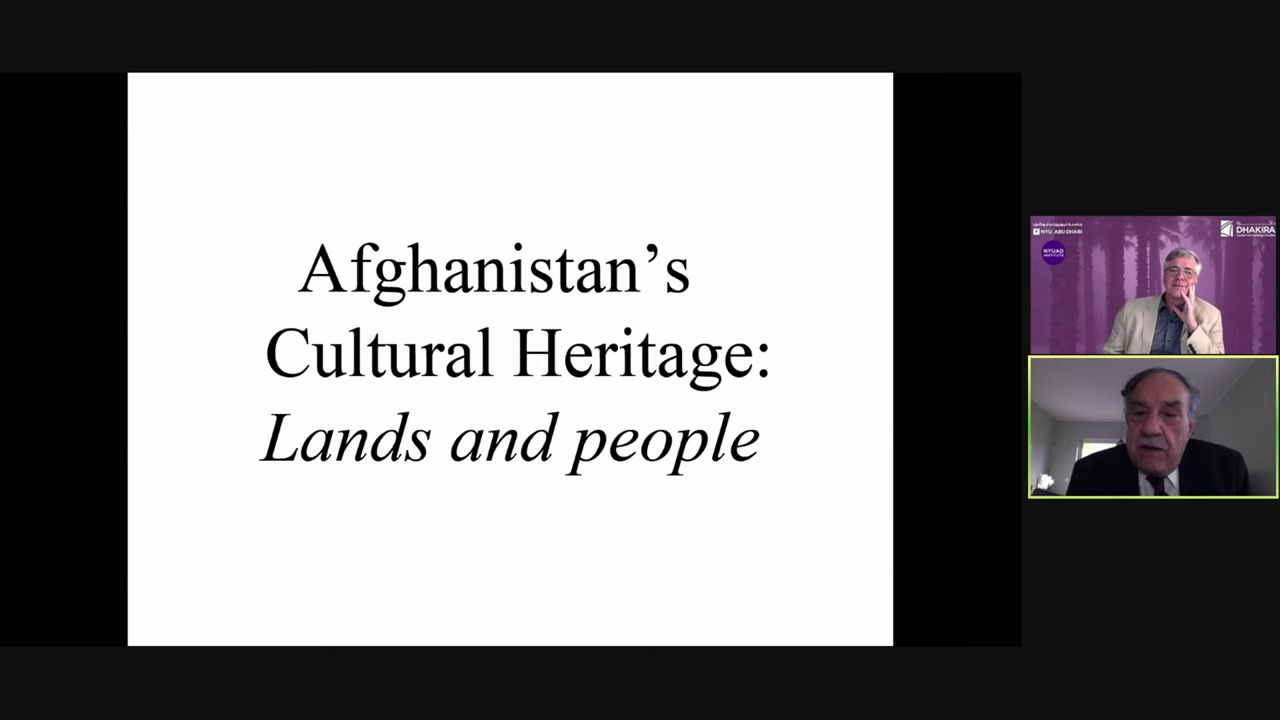 Afghanistan's
Cultural Heritage:
Lands and people
NYU ABU DHABI
NYUAD
INSTITUTE
DHAKIRA